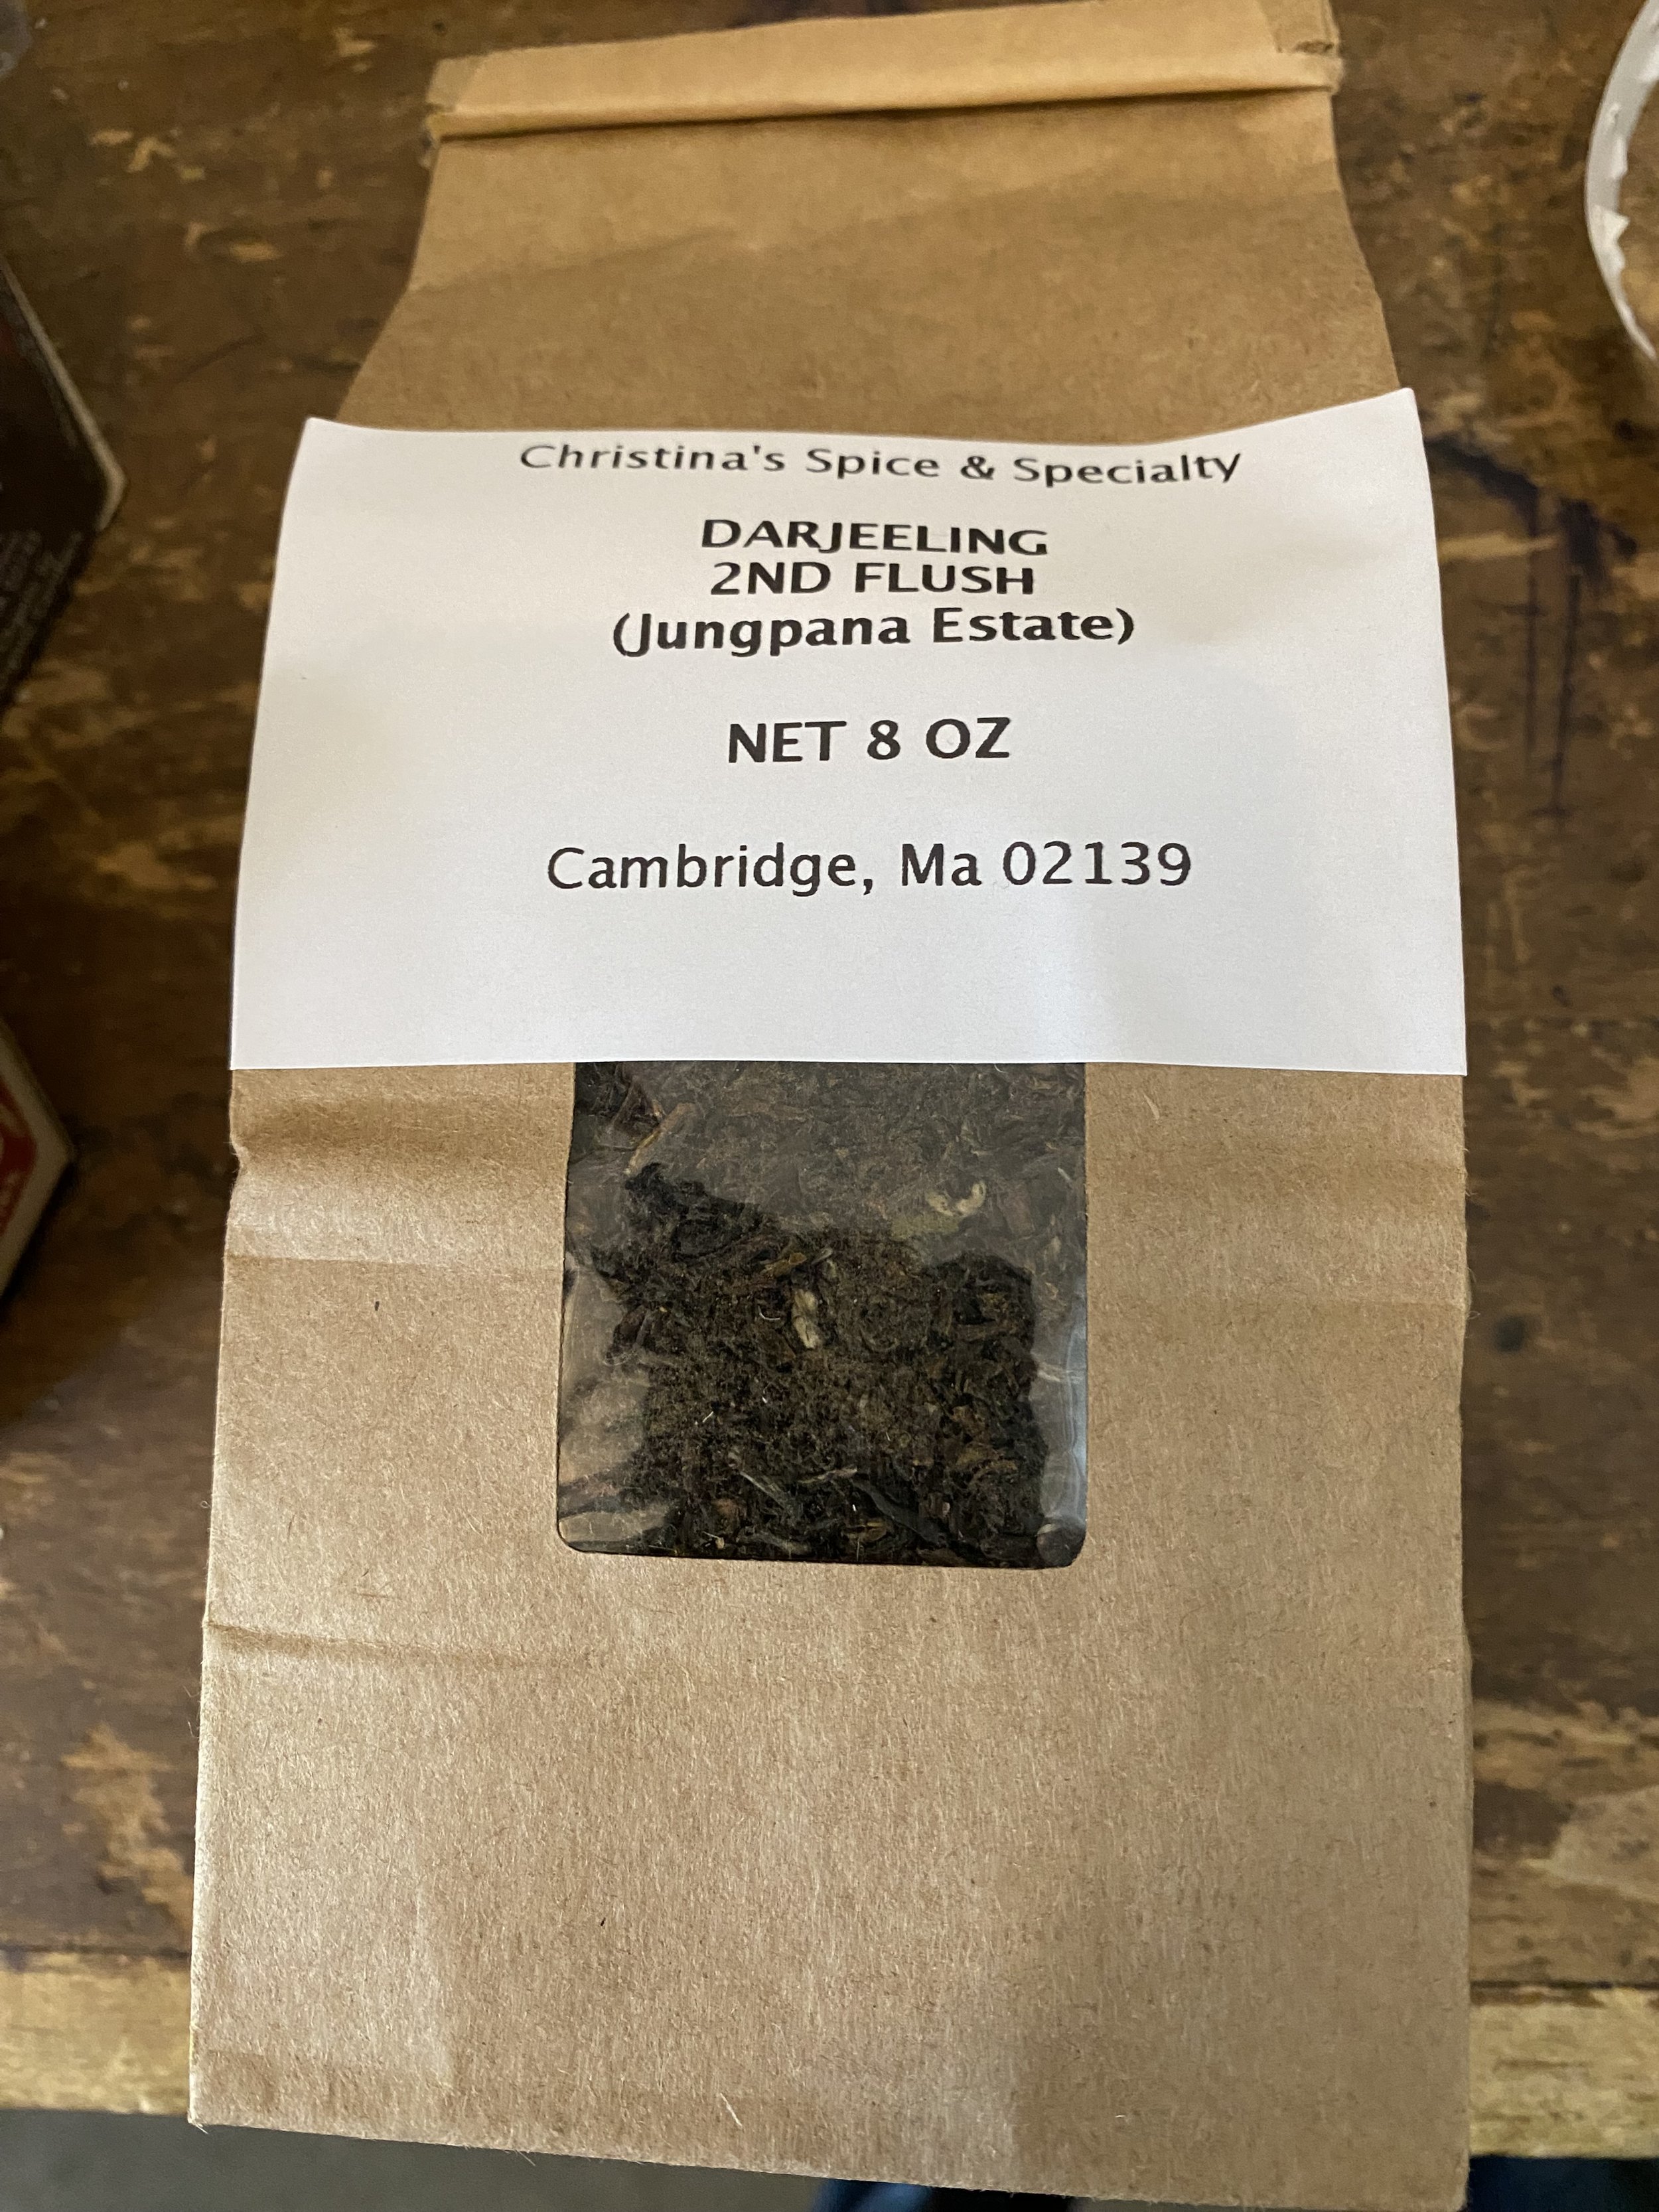 Christina's Spice & Specialty
DARJEELING
2ND FLUSH
(Jungpana Estate)
NET 8 OZ
Cambridge, Ma 02139